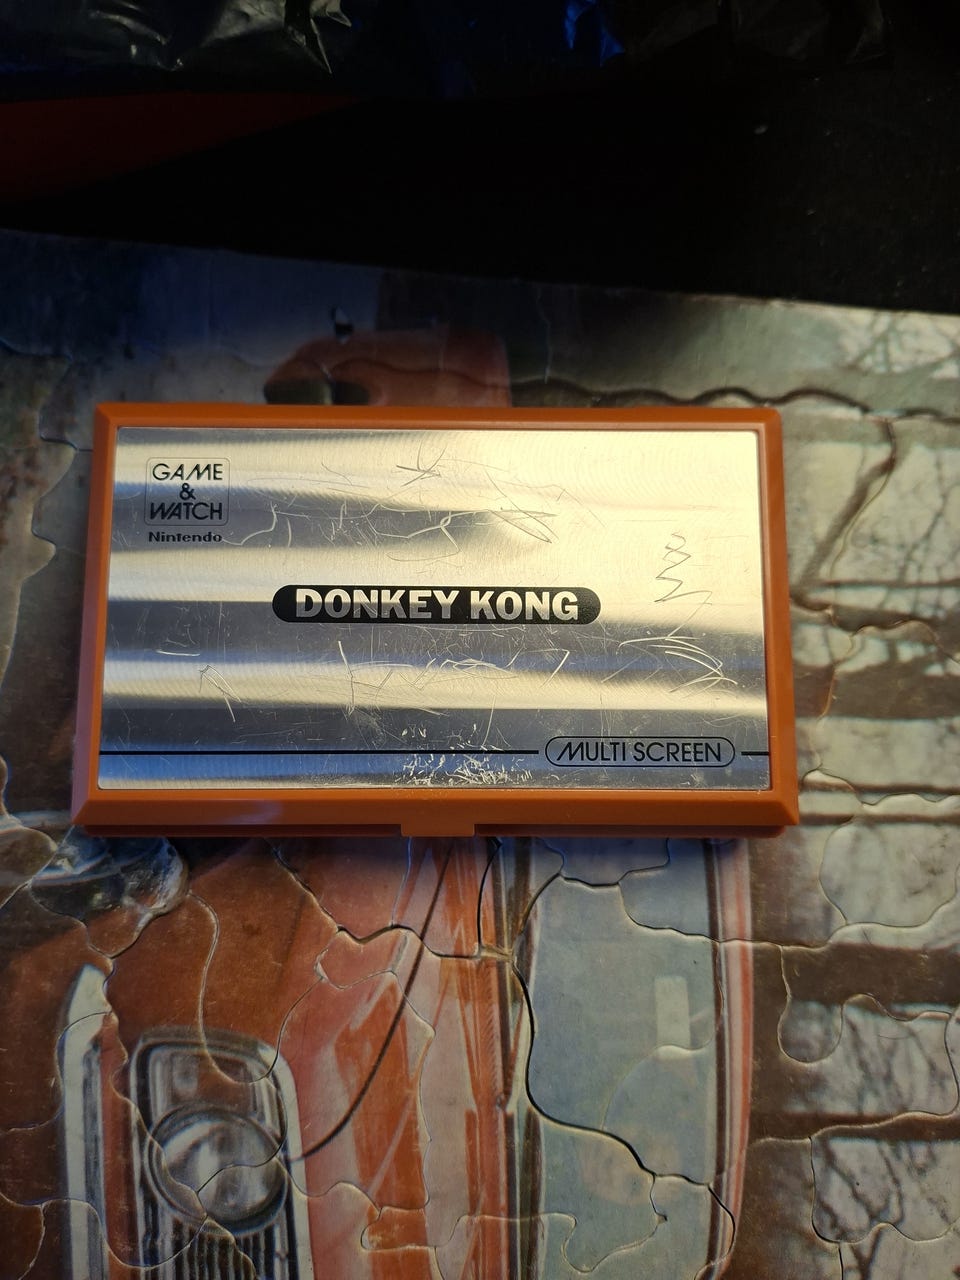 GAME
&
WATCH
Nintendo
DONKEY KONG
MULTI SCREEN